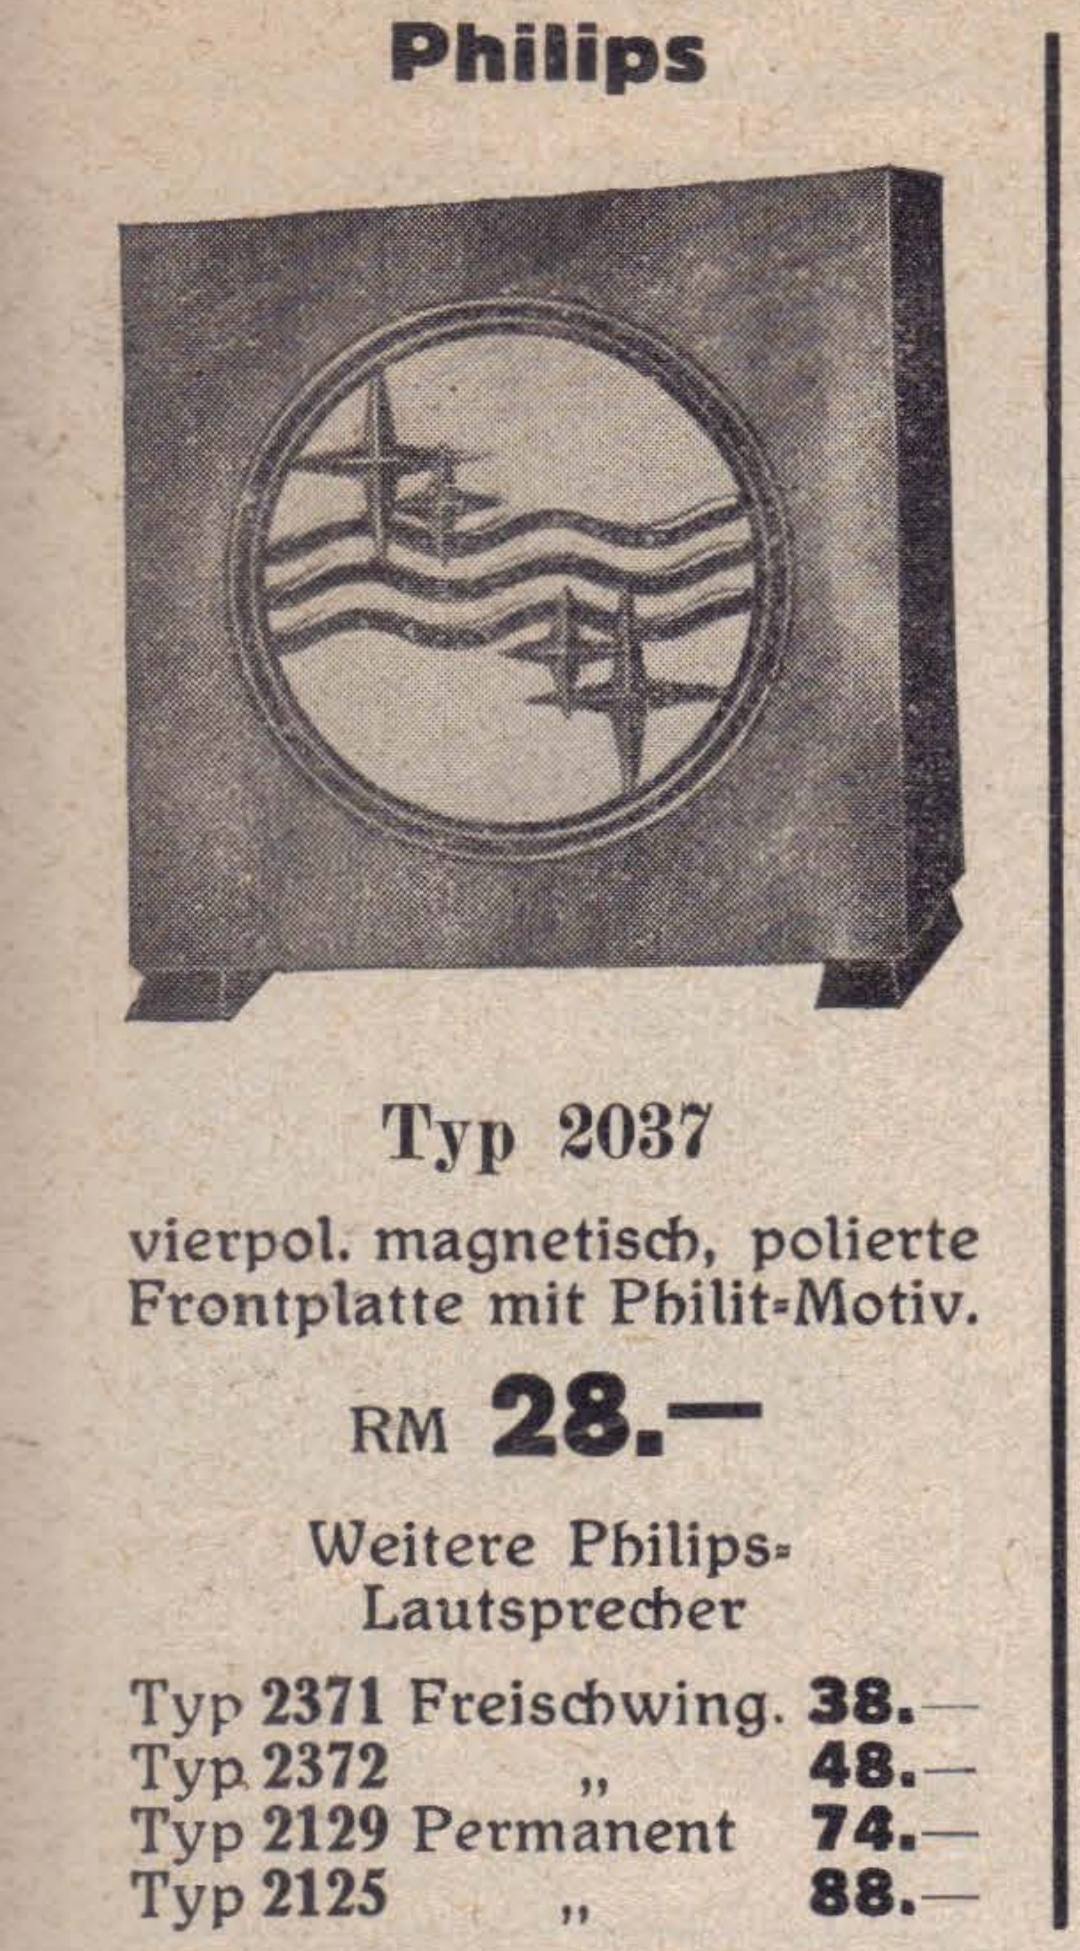 Philips
Typ 2037
vierpol. magnetisch, polierte
Frontplatte mit Philit-Motiv.
RM 28.—
Weitere Philips-
Lautsprecher
Typ 2371 Freischwing. 38.—
Typ 2372 „ 48.—
Typ 2129 Permanent 74.—
Typ 2125 „ 88.—